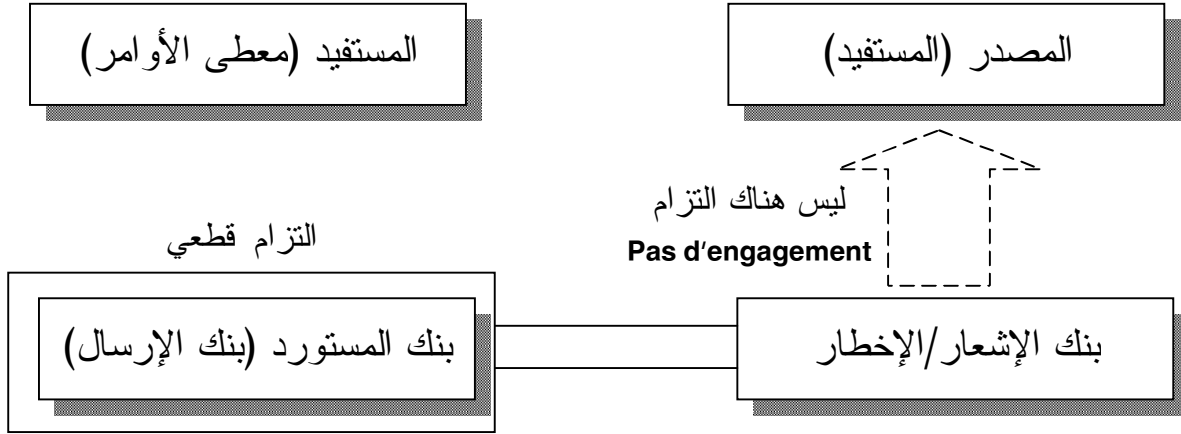 المصدر (المستفيد)
المستفيد (معطى الأوامر)
ليس هناك التزام
Pas d'engagement
التزام قطعي
بنك الإشعار/الإخطار
بنك المستورد (بنك الإرسال)